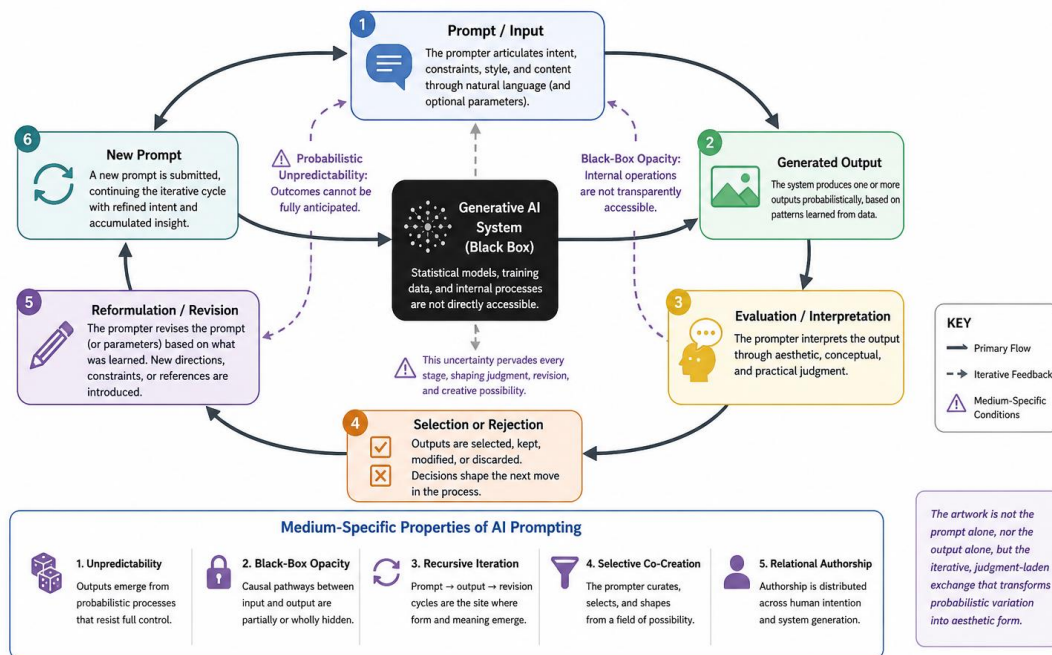 1
Prompt / Input
The prompter articulates intent,
constraints, style, and content
through natural language (and
optional parameters).
6
New Prompt
A new prompt is submitted,
continuing the iterative cycle
with refined intent and
accumulated insight.
Probabilistic
Unpredictability:
Outcomes cannot be
fully anticipated.
Generative AI
System
(Black Box)
Statistical models, training
data, and internal processes
are not directly accessible.
Black-Box Opacity:
Internal operations
are not transparently
accessible.
2
Generated Output
The system produces one or more
outputs probabilistically, based on
patterns learned from data.
5
Reformulation / Revision
The prompter revises the prompt
(or parameters) based on what
was learned. New directions,
constraints, or references are
introduced.
This uncertainty pervades every
stage, shaping judgment, revision,
and creative possibility.
3
Evaluation / Interpretation
The prompter interprets the output
through aesthetic, conceptual,
and practical judgment.
4
Selection or Rejection
Outputs are selected, kept,
modified, or discarded.
Decisions shape the next move
in the process.
KEY
Primary Flow
Iterative Feedback
Medium-Specific
Conditions
Medium-Specific Properties of AI Prompting
1. Unpredictability
Outputs emerge from
probabilistic processes
that resist full control.
2. Black-Box Opacity
Causal pathways between
input and output are
partially or wholly hidden.
3. Recursive Iteration
Prompt → output → revision
cycles are the site where
form and meaning emerge.
4. Selective Co-Creation
The prompter curates,
selects, and shapes
from a field of possibility.
5. Relational Authorship
Authorship is distributed
across human intention
and system generation.
The artwork is not the
prompt alone, nor the
output alone, but the
iterative, judgment-laden
exchange that transforms
probabilistic variation
into aesthetic form.